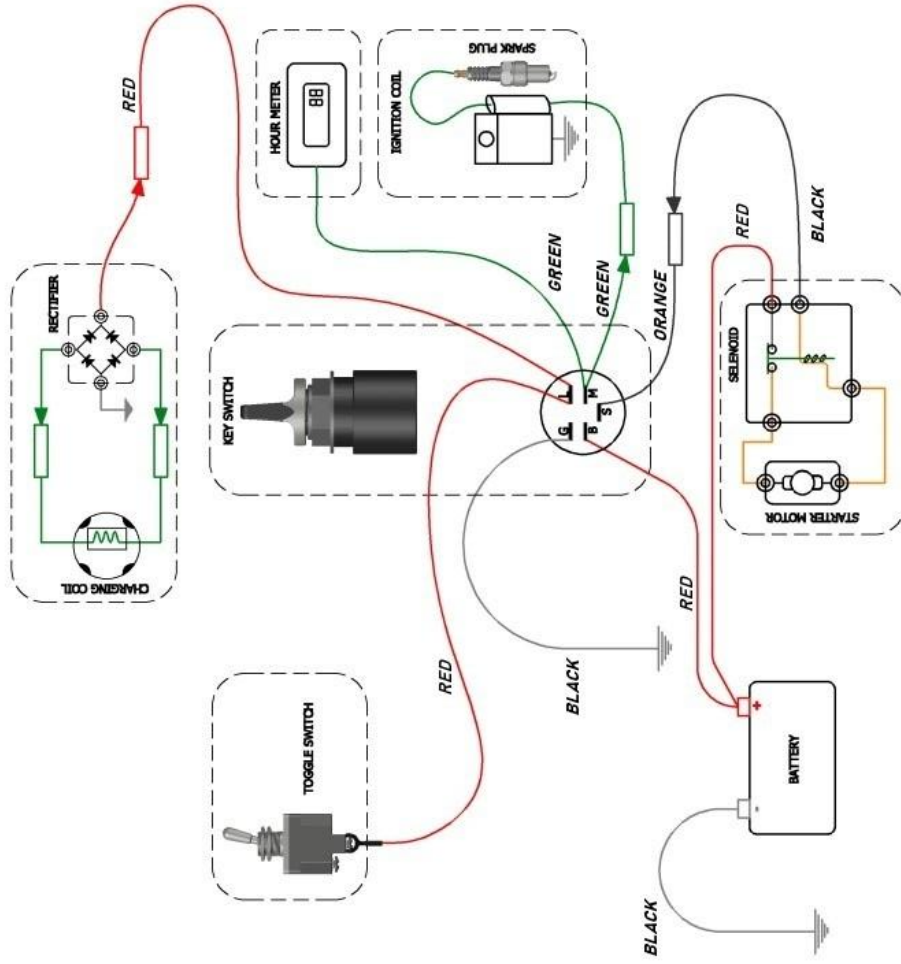 CHARGING COIL
RECTIFIER
RED
HOUR METER
88
IGNITION COIL
SPARK PLUG
KEY SWITCH
G L
B M
S
GREEN
GREEN
ORANGE
BLACK
RED
TOGGLE SWITCH
RED
BLACK
RED
SELENOID
STARTER MOTOR
BATTERY
+
-
BLACK